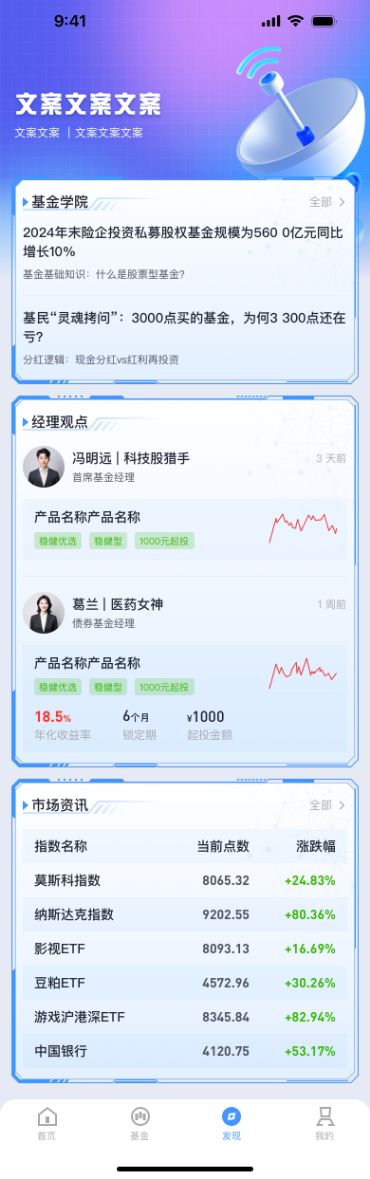 9:41
文案文案文案
文案文案 | 文案文案文案
基金学院
全部
2024年末险企投资私募股权基金规模为560 0亿元同比
增长10%
基金基础知识：什么是股票型基金?
基民“灵魂拷问”：3000点买的基金，为何3 300点还在
亏?
分红逻辑：现金分红vs红利再投资
经理观点
冯明远 | 科技股猎手
3 天前
首席基金经理
产品名称产品名称
稳健优选 稳健型 1000元起投
葛兰 | 医药女神
1 周前
债券基金经理
产品名称产品名称
稳健优选 稳健型 1000元起投
18.5% 6个月 ¥1000
年化收益率 锁定期 起投金额
市场资讯
全部
指数名称 当前点数 涨跌幅
莫斯科指数 8065.32 +24.83%
纳斯达克指数 9202.55 +80.36%
影视ETF 8093.13 +16.69%
豆粕ETF 4572.96 +30.26%
游戏沪港深ETF 8345.84 +82.94%
中国银行 4120.75 +53.17%
首页 基金 发现 我的